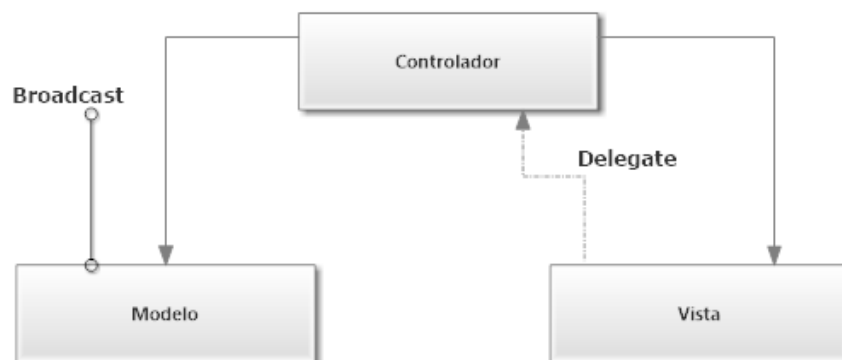 Controlador
Broadcast
Delegate
Modelo
Vista